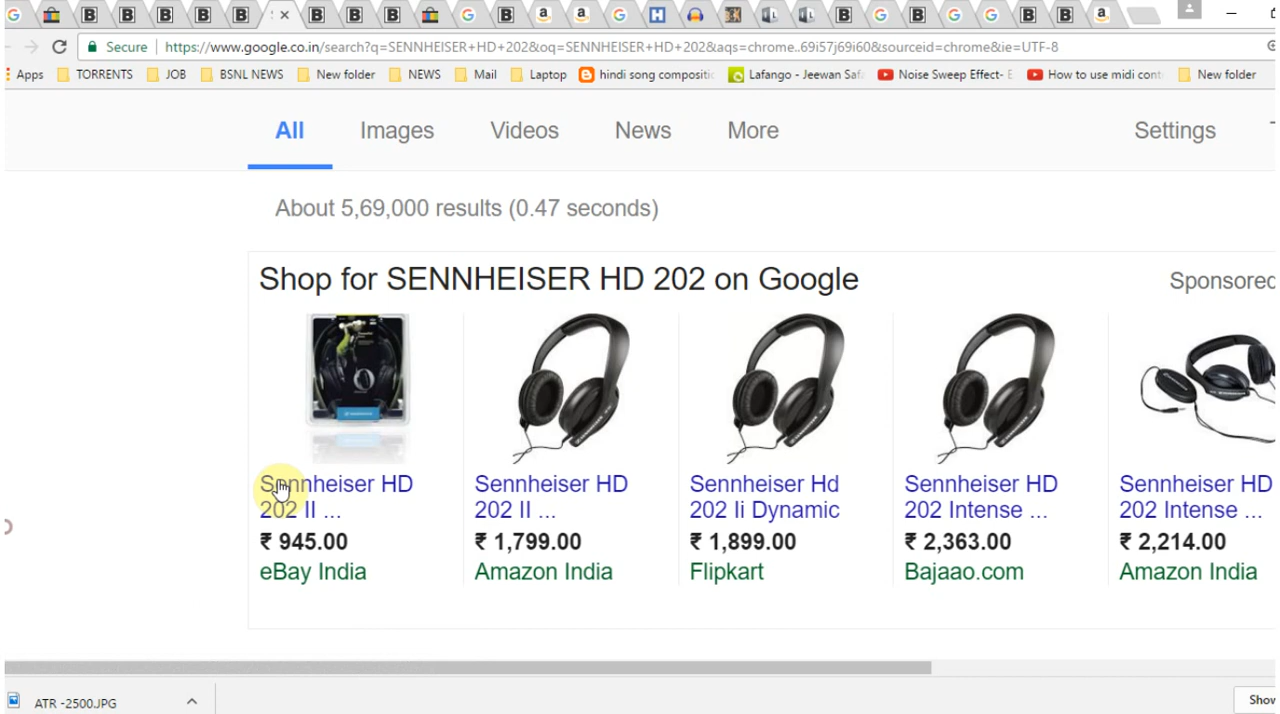 Secure https://www.google.co.in/search?q=SENNHEISER+HD+202&oq=SENNHEISER+HD+202&aqs=chrome..69i57j69i60&sourceid=chrome&ie=UTF-8
Apps TORRENTS JOB BSNL NEWS New folder NEWS Mail Laptop hindi song compositi Lafango - Jeewan Safa Noise Sweep Effect- E How to use midi cont New folder
All Images Videos News More Settings
About 5,69,000 results (0.47 seconds)
Shop for SENNHEISER HD 202 on Google Sponsored
Sennheiser HD 202 II ...
₹ 945.00
eBay India
Sennheiser HD
202 II ...
₹ 1,799.00
Amazon India
Sennheiser Hd
202 Ii Dynamic
₹ 1,899.00
Flipkart
Sennheiser HD
202 Intense ...
₹ 2,363.00
Bajaao.com
Sennheiser HD
202 Intense ...
₹ 2,214.00
Amazon India
ATR -2500.JPG
Show